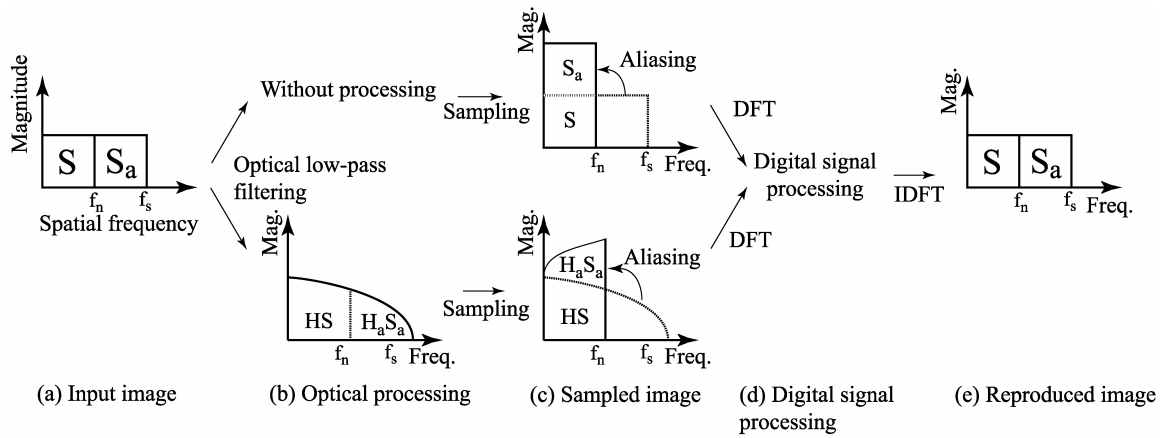 Magnitude
S
Sa
fn
fs
Spatial frequency
Without processing
Optical low-pass
filtering
Mag.
HS
HaSa
fn
fs
Freq.
Sampling
Sampling
Mag.
Sa
S
Aliasing
fn
fs
Freq.
Mag.
HaSa
HS
Aliasing
fn
fs
Freq.
DFT
Digital signal
processing
DFT
IDFT
Mag.
S
Sa
fn
fs
Freq.
(a) Input image
(b) Optical processing
(c) Sampled image
(d) Digital signal
processing
(e) Reproduced image